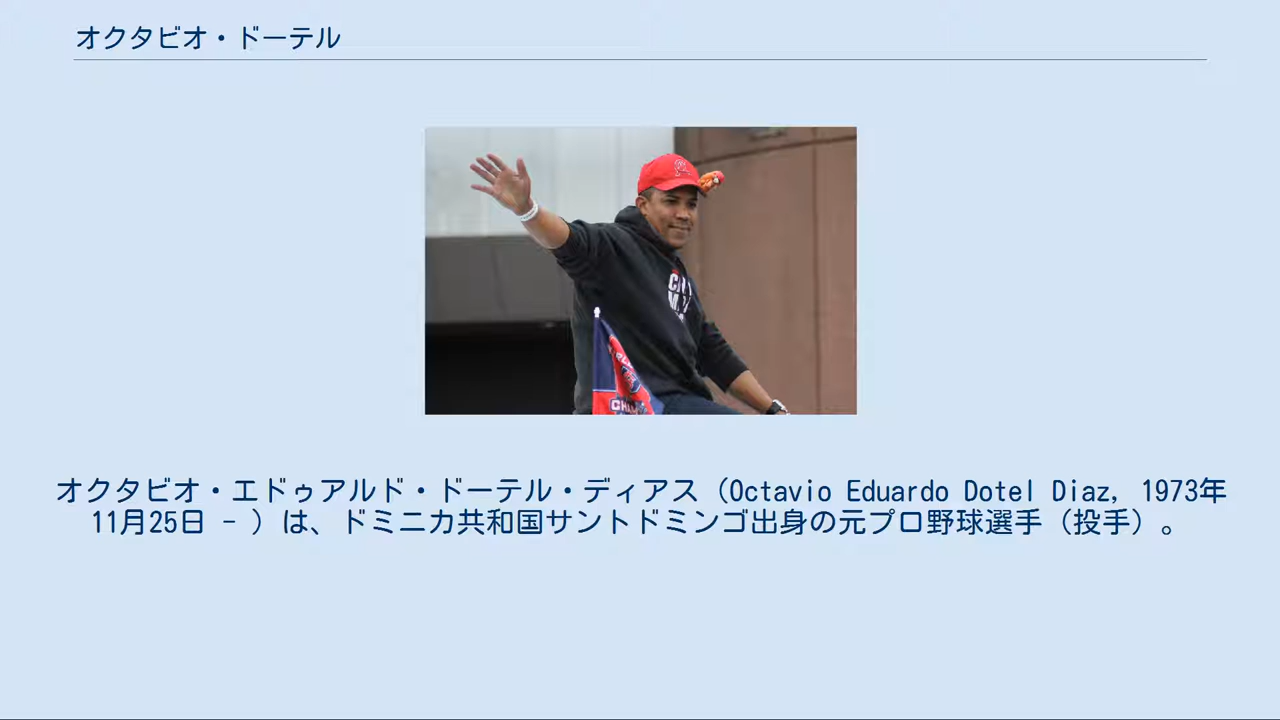 オクタビオ・ドーテル
オクタビオ・エドゥアルド・ドーテル・ディアス（Octavio Eduardo Dotel Diaz, 1973年
11月25日 - ）は、ドミニカ共和国サントドミンゴ出身の元プロ野球選手（投手）。